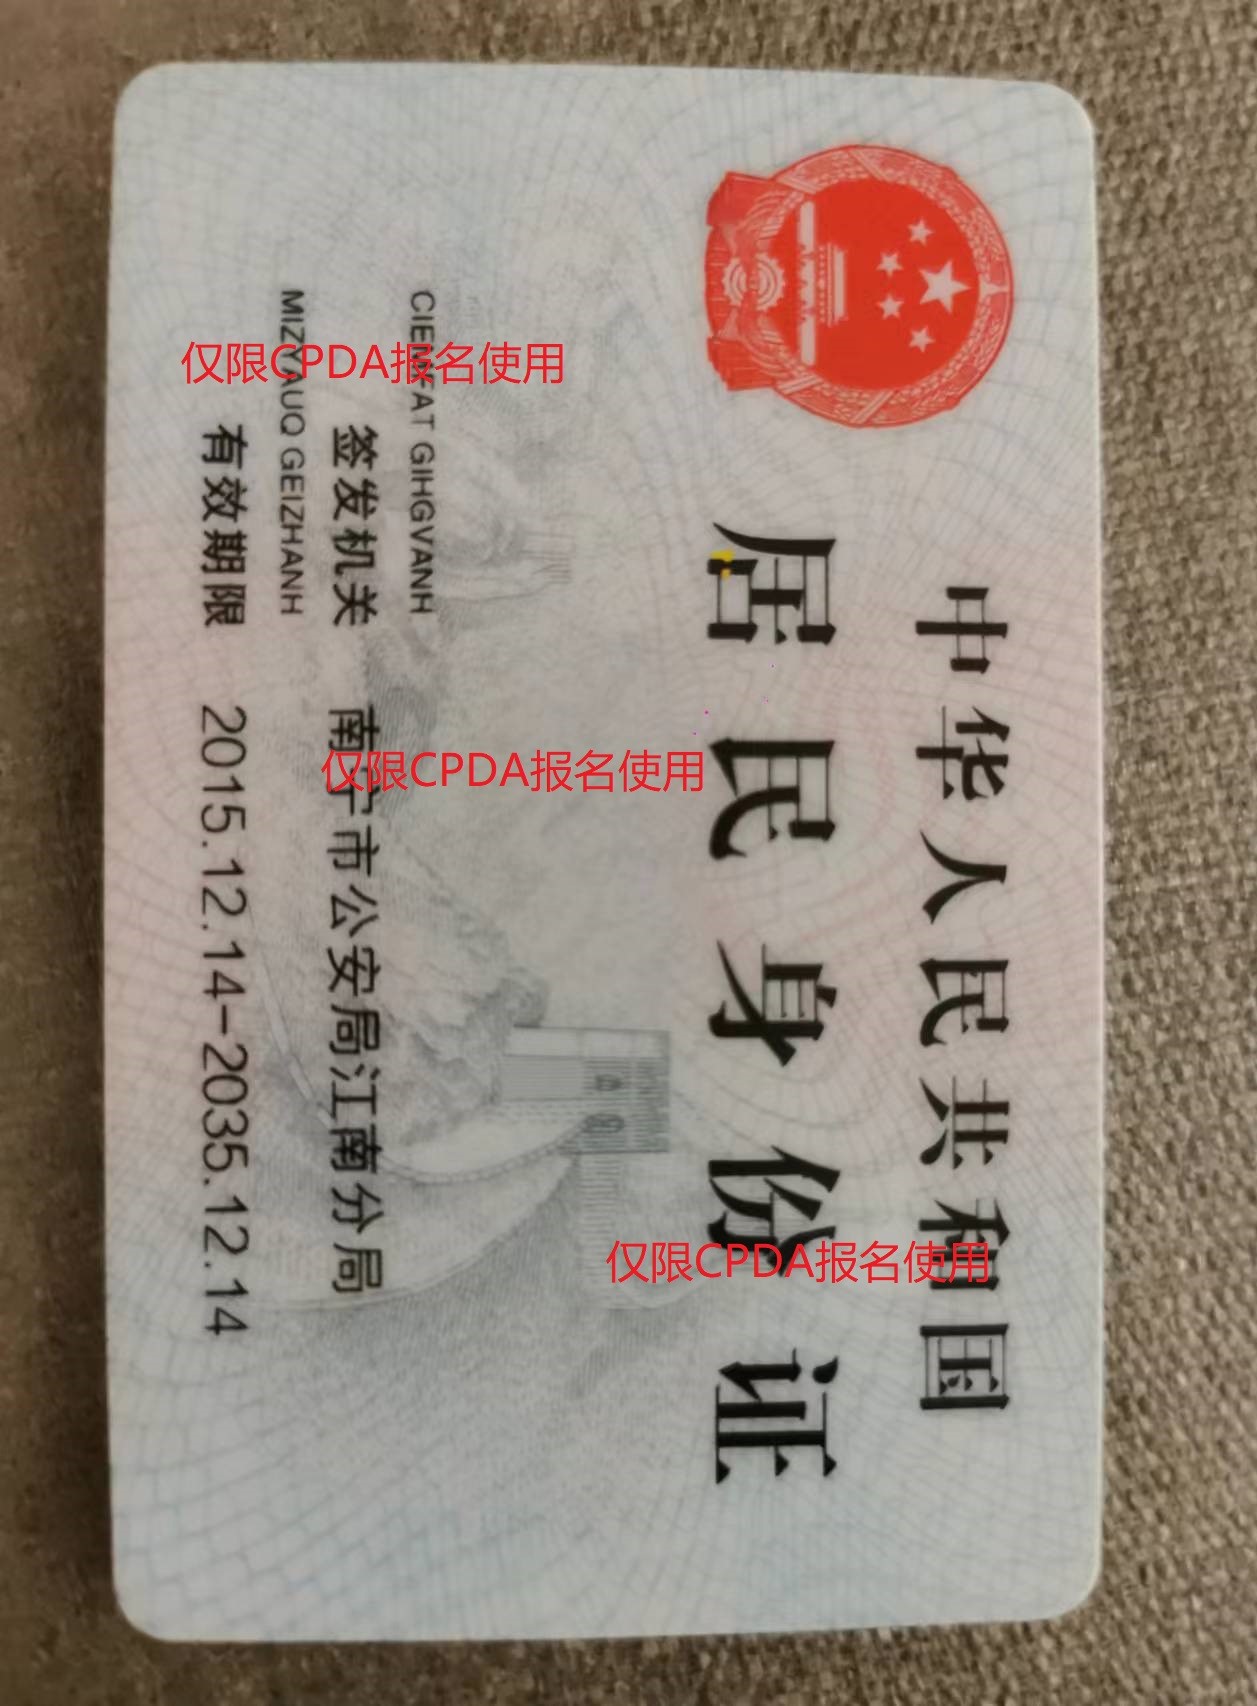 中华人民共和国
居民身份证
CIENFAT GIHGVANH
签发机关 南宁市公安局江南分局
MIZYAUQ GEIZHANH
有效期限 2015.12.14-2035.12.14
仅限CPDA报名使用
仅限CPDA报名使用
仅限CPDA报名使用